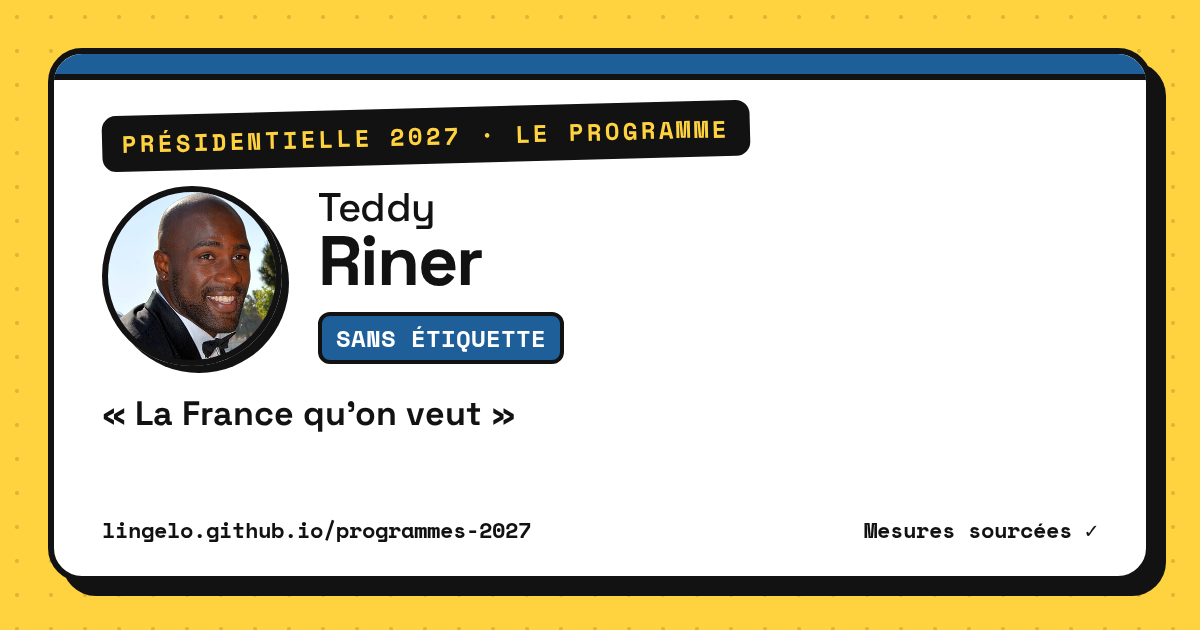 PRÉSIDENTIELLE 2027 · LE PROGRAMME
Teddy
Riner
SANS ÉTIQUETTE
« La France qu’on veut »
lingelo.github.io/programmes-2027
Mesures sourcées ✓